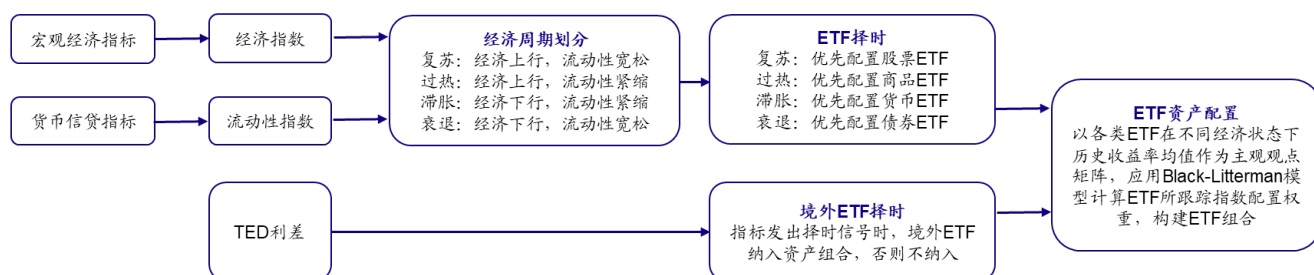 宏观经济指标
经济指数
货币信贷指标
流动性指数
经济周期划分
复苏：经济上行，流动性宽松
过热：经济上行，流动性紧缩
滞胀：经济下行，流动性紧缩
衰退：经济下行，流动性宽松
ETF择时
复苏：优先配置股票ETF
过热：优先配置商品ETF
滞胀：优先配置货币ETF
衰退：优先配置债券ETF
TED利差
境外ETF择时
指标发出择时信号时，境外ETF
纳入资产组合，否则不纳入
ETF资产配置
以各类ETF在不同经济状态下
历史收益率均值作为主观观点
矩阵，应用Black-Litterman模
型计算ETF所跟踪指数配置权
重，构建ETF组合